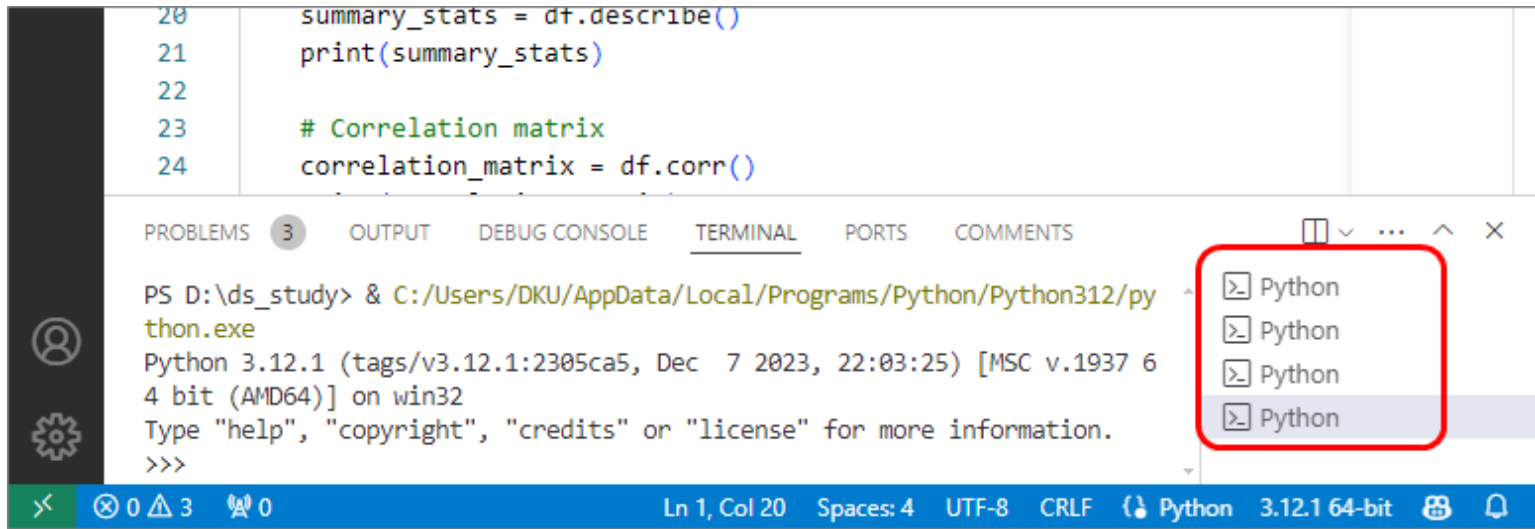 20 summary_stats = df.describe()
21 print(summary_stats)
22
23 # Correlation matrix
24 correlation_matrix = df.corr()
PROBLEMS 3 OUTPUT DEBUG CONSOLE TERMINAL PORTS COMMENTS
PS D:\ds_study> & C:/Users/DKU/AppData/Local/Programs/Python/Python312/py
thon.exe
Python 3.12.1 (tags/v3.12.1:2305ca5, Dec  7 2023, 22:03:25) [MSC v.1937 6
4 bit (AMD64)] on win32
Type "help", "copyright", "credits" or "license" for more information.
>>>
Python
Python
Python
Python
0 3 0 Ln 1, Col 20 Spaces: 4 UTF-8 CRLF Python 3.12.1 64-bit